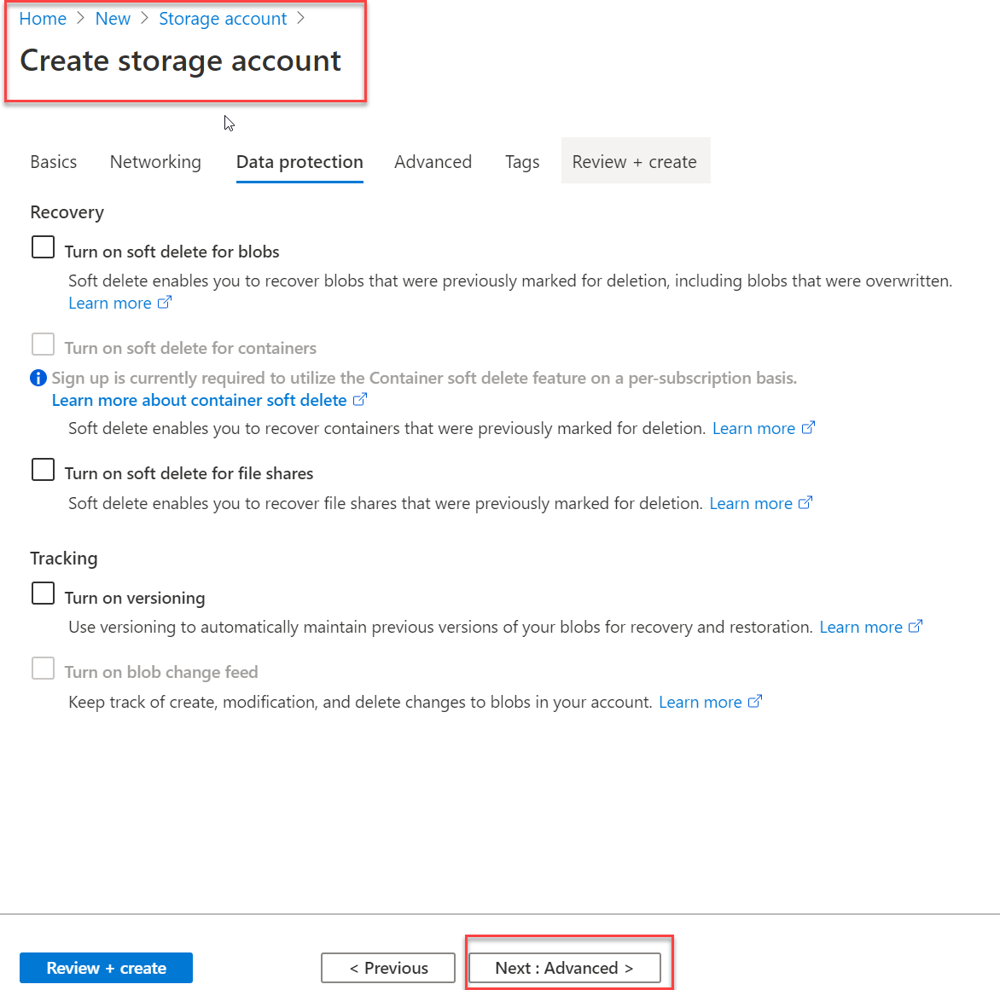 Home > New > Storage account >
Create storage account
Basics Networking Data protection Advanced Tags Review + create
Recovery
Turn on soft delete for blobs
Soft delete enables you to recover blobs that were previously marked for deletion, including blobs that were overwritten.
Learn more
Turn on soft delete for containers
Sign up is currently required to utilize the Container soft delete feature on a per-subscription basis.
Learn more about container soft delete
Soft delete enables you to recover containers that were previously marked for deletion. Learn more
Turn on soft delete for file shares
Soft delete enables you to recover file shares that were previously marked for deletion. Learn more
Tracking
Turn on versioning
Use versioning to automatically maintain previous versions of your blobs for recovery and restoration. Learn more
Turn on blob change feed
Keep track of create, modification, and delete changes to blobs in your account. Learn more
Review + create < Previous Next : Advanced >